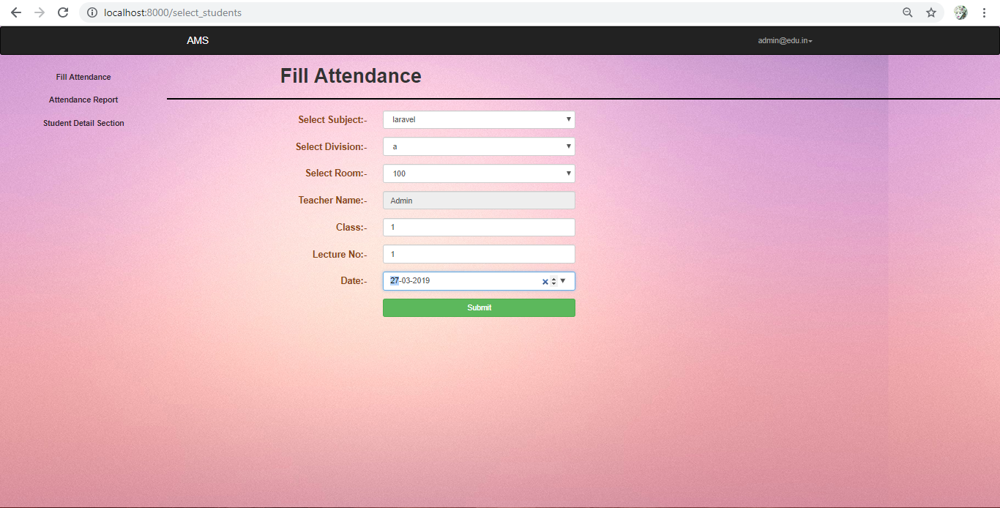 localhost:8000/select_students
AMS
admin@edu.in
Fill Attendance
Attendance Report
Student Detail Section
Fill Attendance
Select Subject:- laravel
Select Division:- a
Select Room:- 100
Teacher Name:- Admin
Class:- 1
Lecture No:- 1
Date:- 27-03-2019
Submit